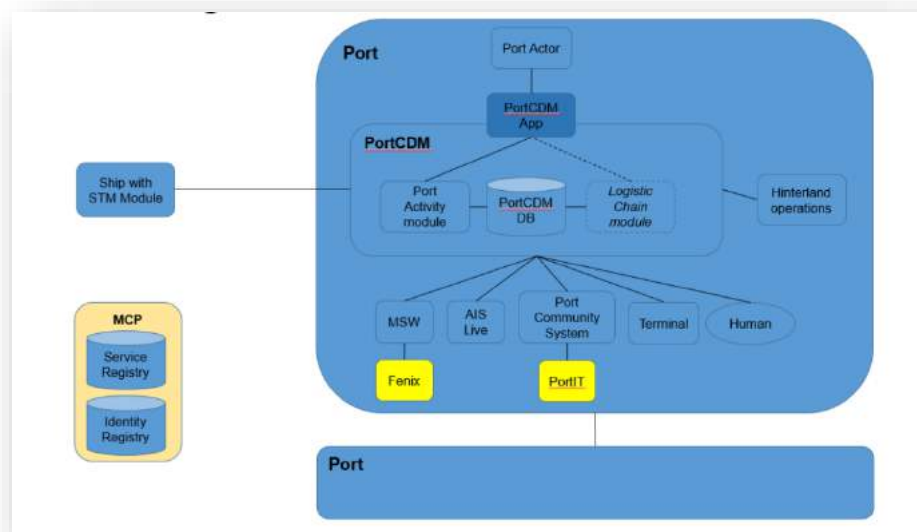 Port
Port Actor
PortCDM
App
PortCDM
Ship with
STM Module
Port
Activity
module
PortCDM
DB
Logistic
Chain
module
Hinterland
operations
MCP
Service
Registry
Identity
Registry
MSW
AIS
Live
Port
Community
System
Terminal
Human
Fenix
PortIT
Port